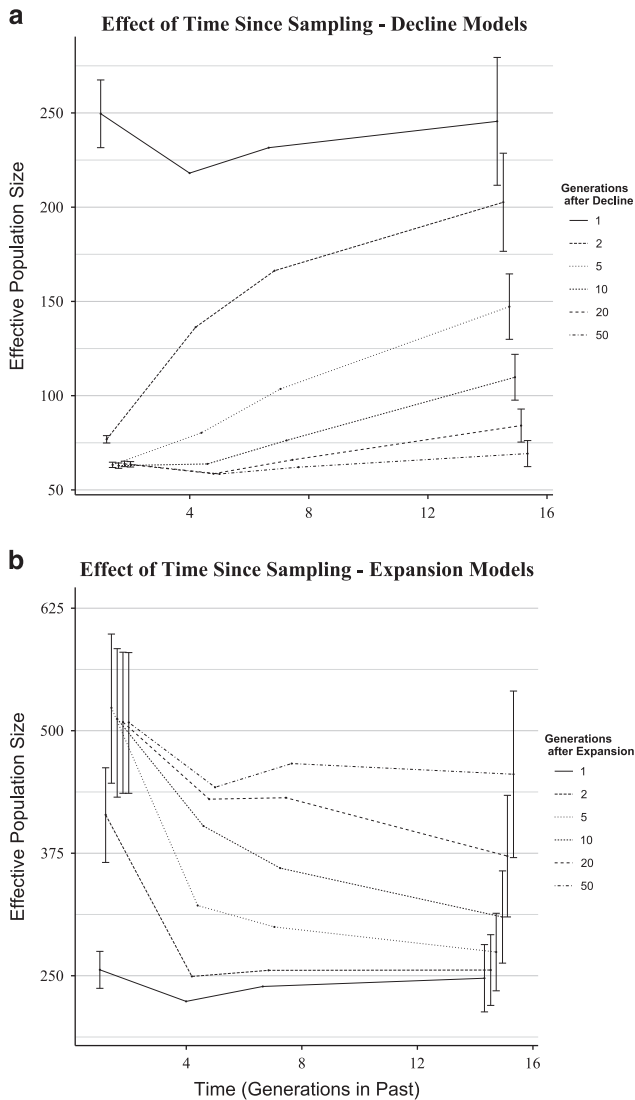 a
Effect of Time Since Sampling - Decline Models
Effective Population Size
250
200
150
100
50
4
8
12
16
Generations
after Decline
1
2
5
10
20
50
b
Effect of Time Since Sampling - Expansion Models
Effective Population Size
625
500
375
250
4
8
12
16
Time (Generations in Past)
Generations
after Expansion
1
2
5
10
20
50